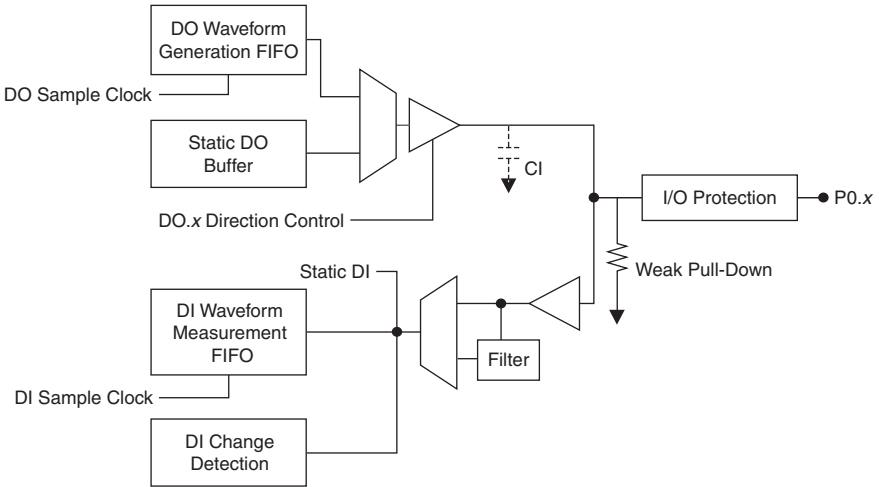 DO Waveform
Generation FIFO
DO Sample Clock
Static DO
Buffer
CI
I/O Protection
P0.x
DO.x Direction Control
Weak Pull-Down
Static DI
DI Waveform
Measurement
FIFO
Filter
DI Sample Clock
DI Change
Detection